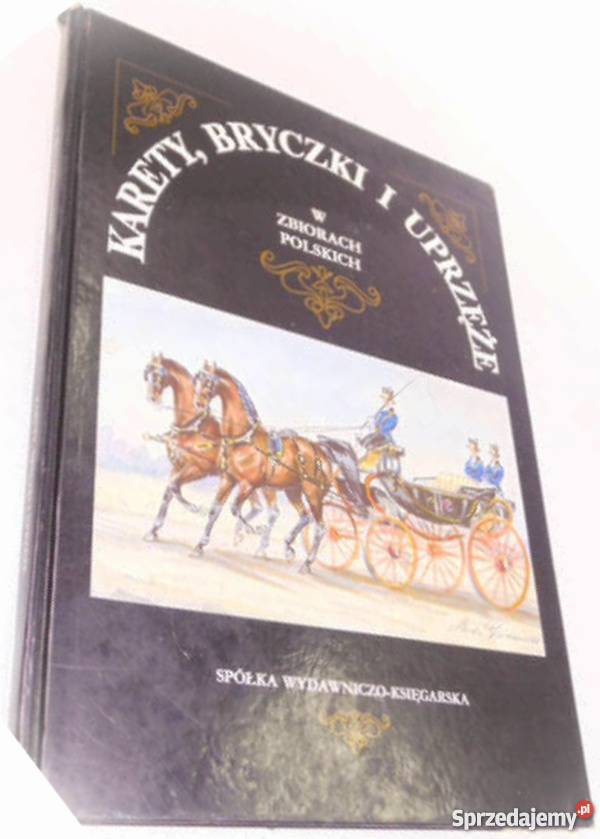 KARETY, BRYCZKI I UPRZĘŻE
W
ZBIORACH
POLSKICH
SPÓŁKA WYDAWNICZO-KSIĘGARSKA
Sprzedajemy.pl